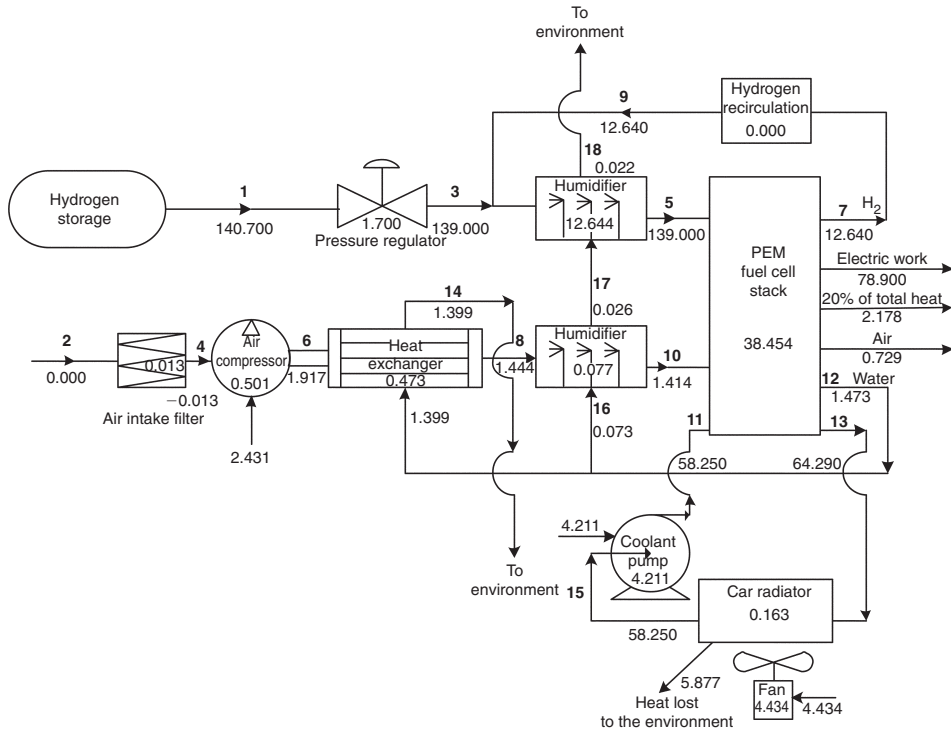 To
environment
9
12.640
Hydrogen
recirculation
0.000
18
0.022
Hydrogen
storage
1
140.700
1.700
Pressure regulator
3
139.000
Humidifier
12.644
5
139.000
7
H2
12.640
PEM
fuel cell
stack
38.454
Electric work
78.900
20% of total heat
2.178
Air
0.729
12
Water
1.473
13
17
0.026
14
1.399
2
0.000
0.013
Air intake filter
4
−0.013
Air
compressor
0.501
2.431
6
1.917
Heat
exchanger
0.473
8
1.444
Humidifier
0.077
10
1.414
16
0.073
1.399
11
58.250
64.290
To
environment
4.211
Coolant
pump
4.211
15
58.250
Car radiator
0.163
5.877
Heat lost
to the environment
Fan
4.434
4.434